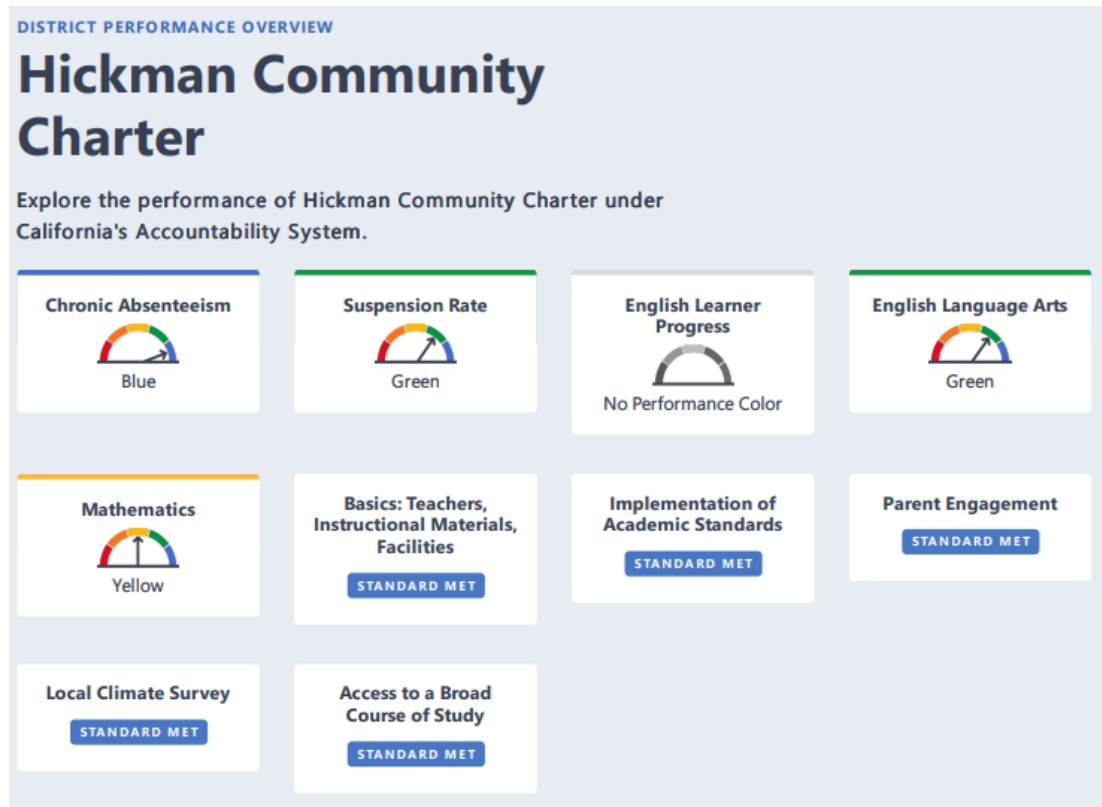 DISTRICT PERFORMANCE OVERVIEW
Hickman Community
Charter
Explore the performance of Hickman Community Charter under
California's Accountability System.
Chronic Absenteeism
Blue
Suspension Rate
Green
English Learner
Progress
No Performance Color
English Language Arts
Green
Mathematics
Yellow
Basics: Teachers,
Instructional Materials,
Facilities
STANDARD MET
Implementation of
Academic Standards
STANDARD MET
Parent Engagement
STANDARD MET
Local Climate Survey
STANDARD MET
Access to a Broad
Course of Study
STANDARD MET